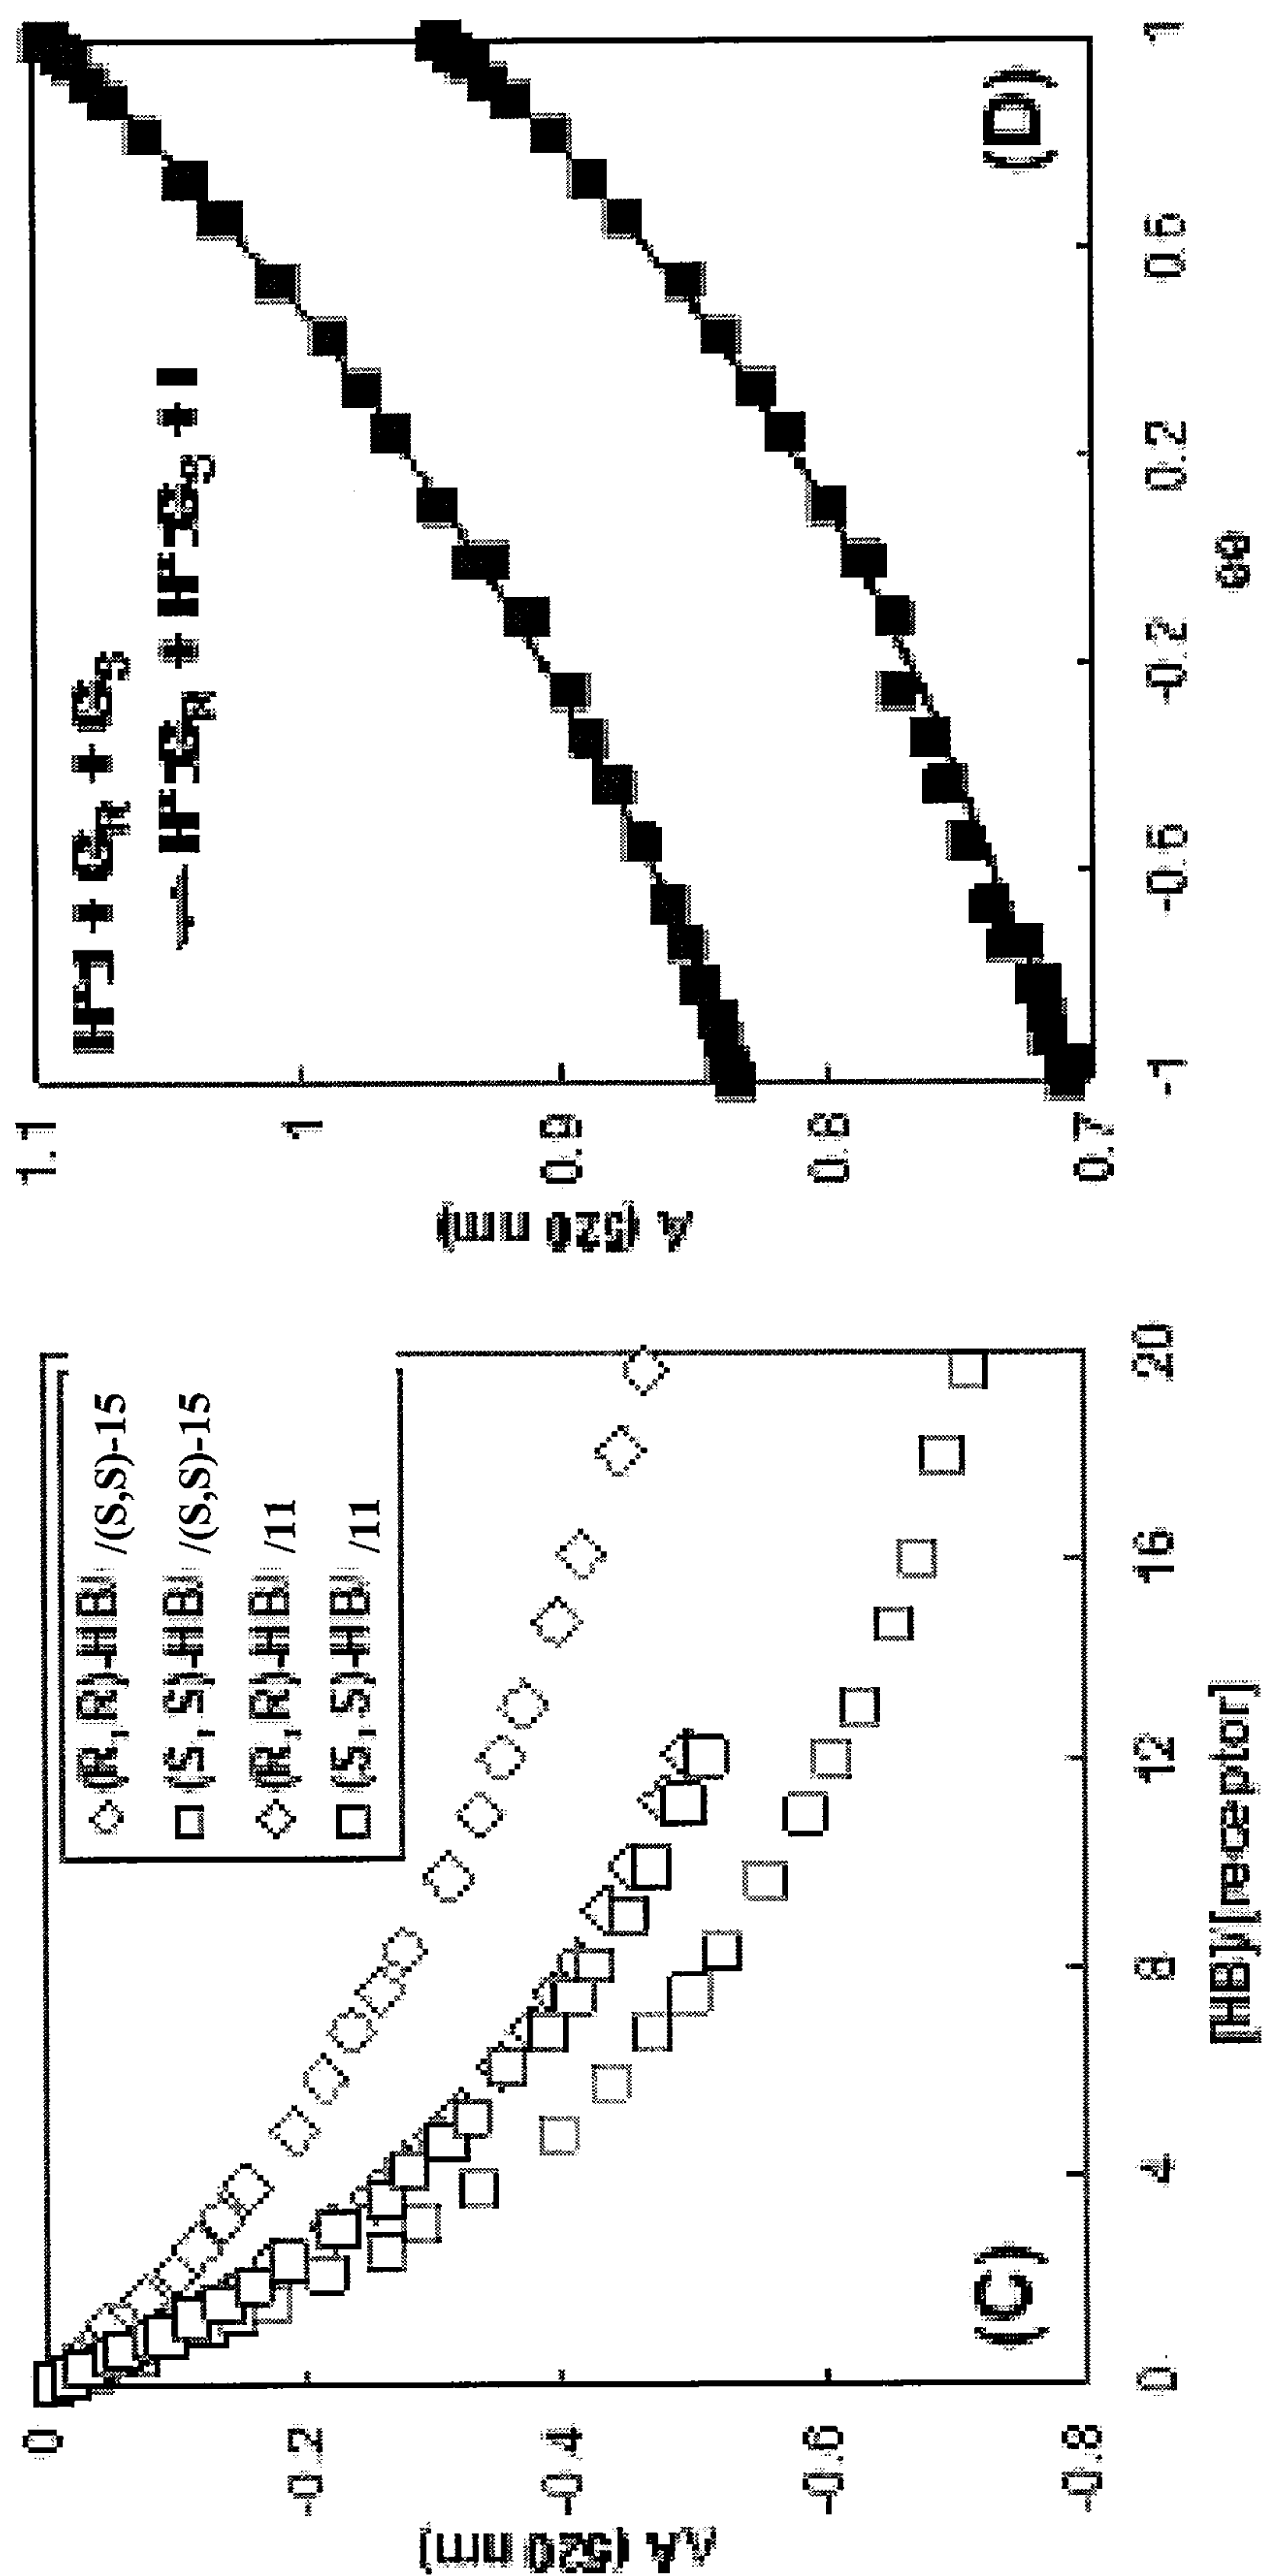 ΔA (520 nm)
0
-0.2
-0.4
-0.6
-0.8
(R,R)-HB/(S,S)-15
(S,S)-HB/(S,S)-15
(R,R)-HB/11
(S,S)-HB/11
(C)
0
4
8
12
16
20
[HB]/[receptor]
A (520 nm)
1.1
1
0.9
0.8
0.7
(D)
-1
-0.6
-0.2
0.2
0.6
1
ee